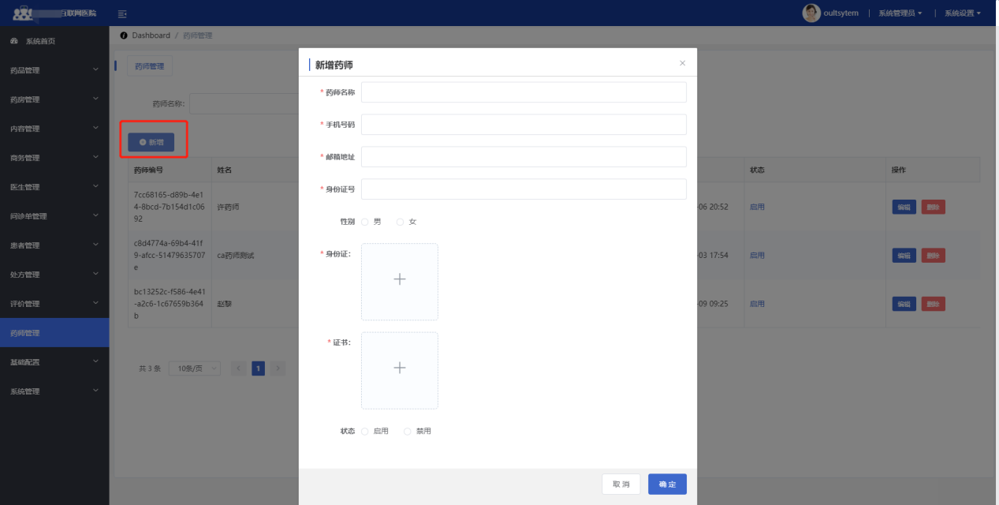 互联网医院
oultsytem
系统管理员
系统设置
系统首页
药品管理
药房管理
内容管理
商务管理
医生管理
问诊单管理
患者管理
处方管理
评价管理
药师管理
基础配置
系统管理
Dashboard / 药师管理
药师管理
药师名称:
新增
药师编号 姓名 状态 操作
7cc68165-d89b-4e1
4-8bcd-7b154d1c06 许药师 -06 20:52 启用 编辑 删除
92
c8d4774a-69b4-41f
9-afcc-51479635707 ca药师测试 -03 17:54 启用 编辑 删除
e
bc13252c-f586-4e41
-a2c6-1c67659b364 赵黎 -09 09:25 启用 编辑 删除
b
共 3 条 10条/页 1
新增药师
* 药师名称
* 手机号码
* 邮箱地址
* 身份证号
性别 男 女
* 身份证:
* 证书:
状态 启用 禁用
取 消 确 定